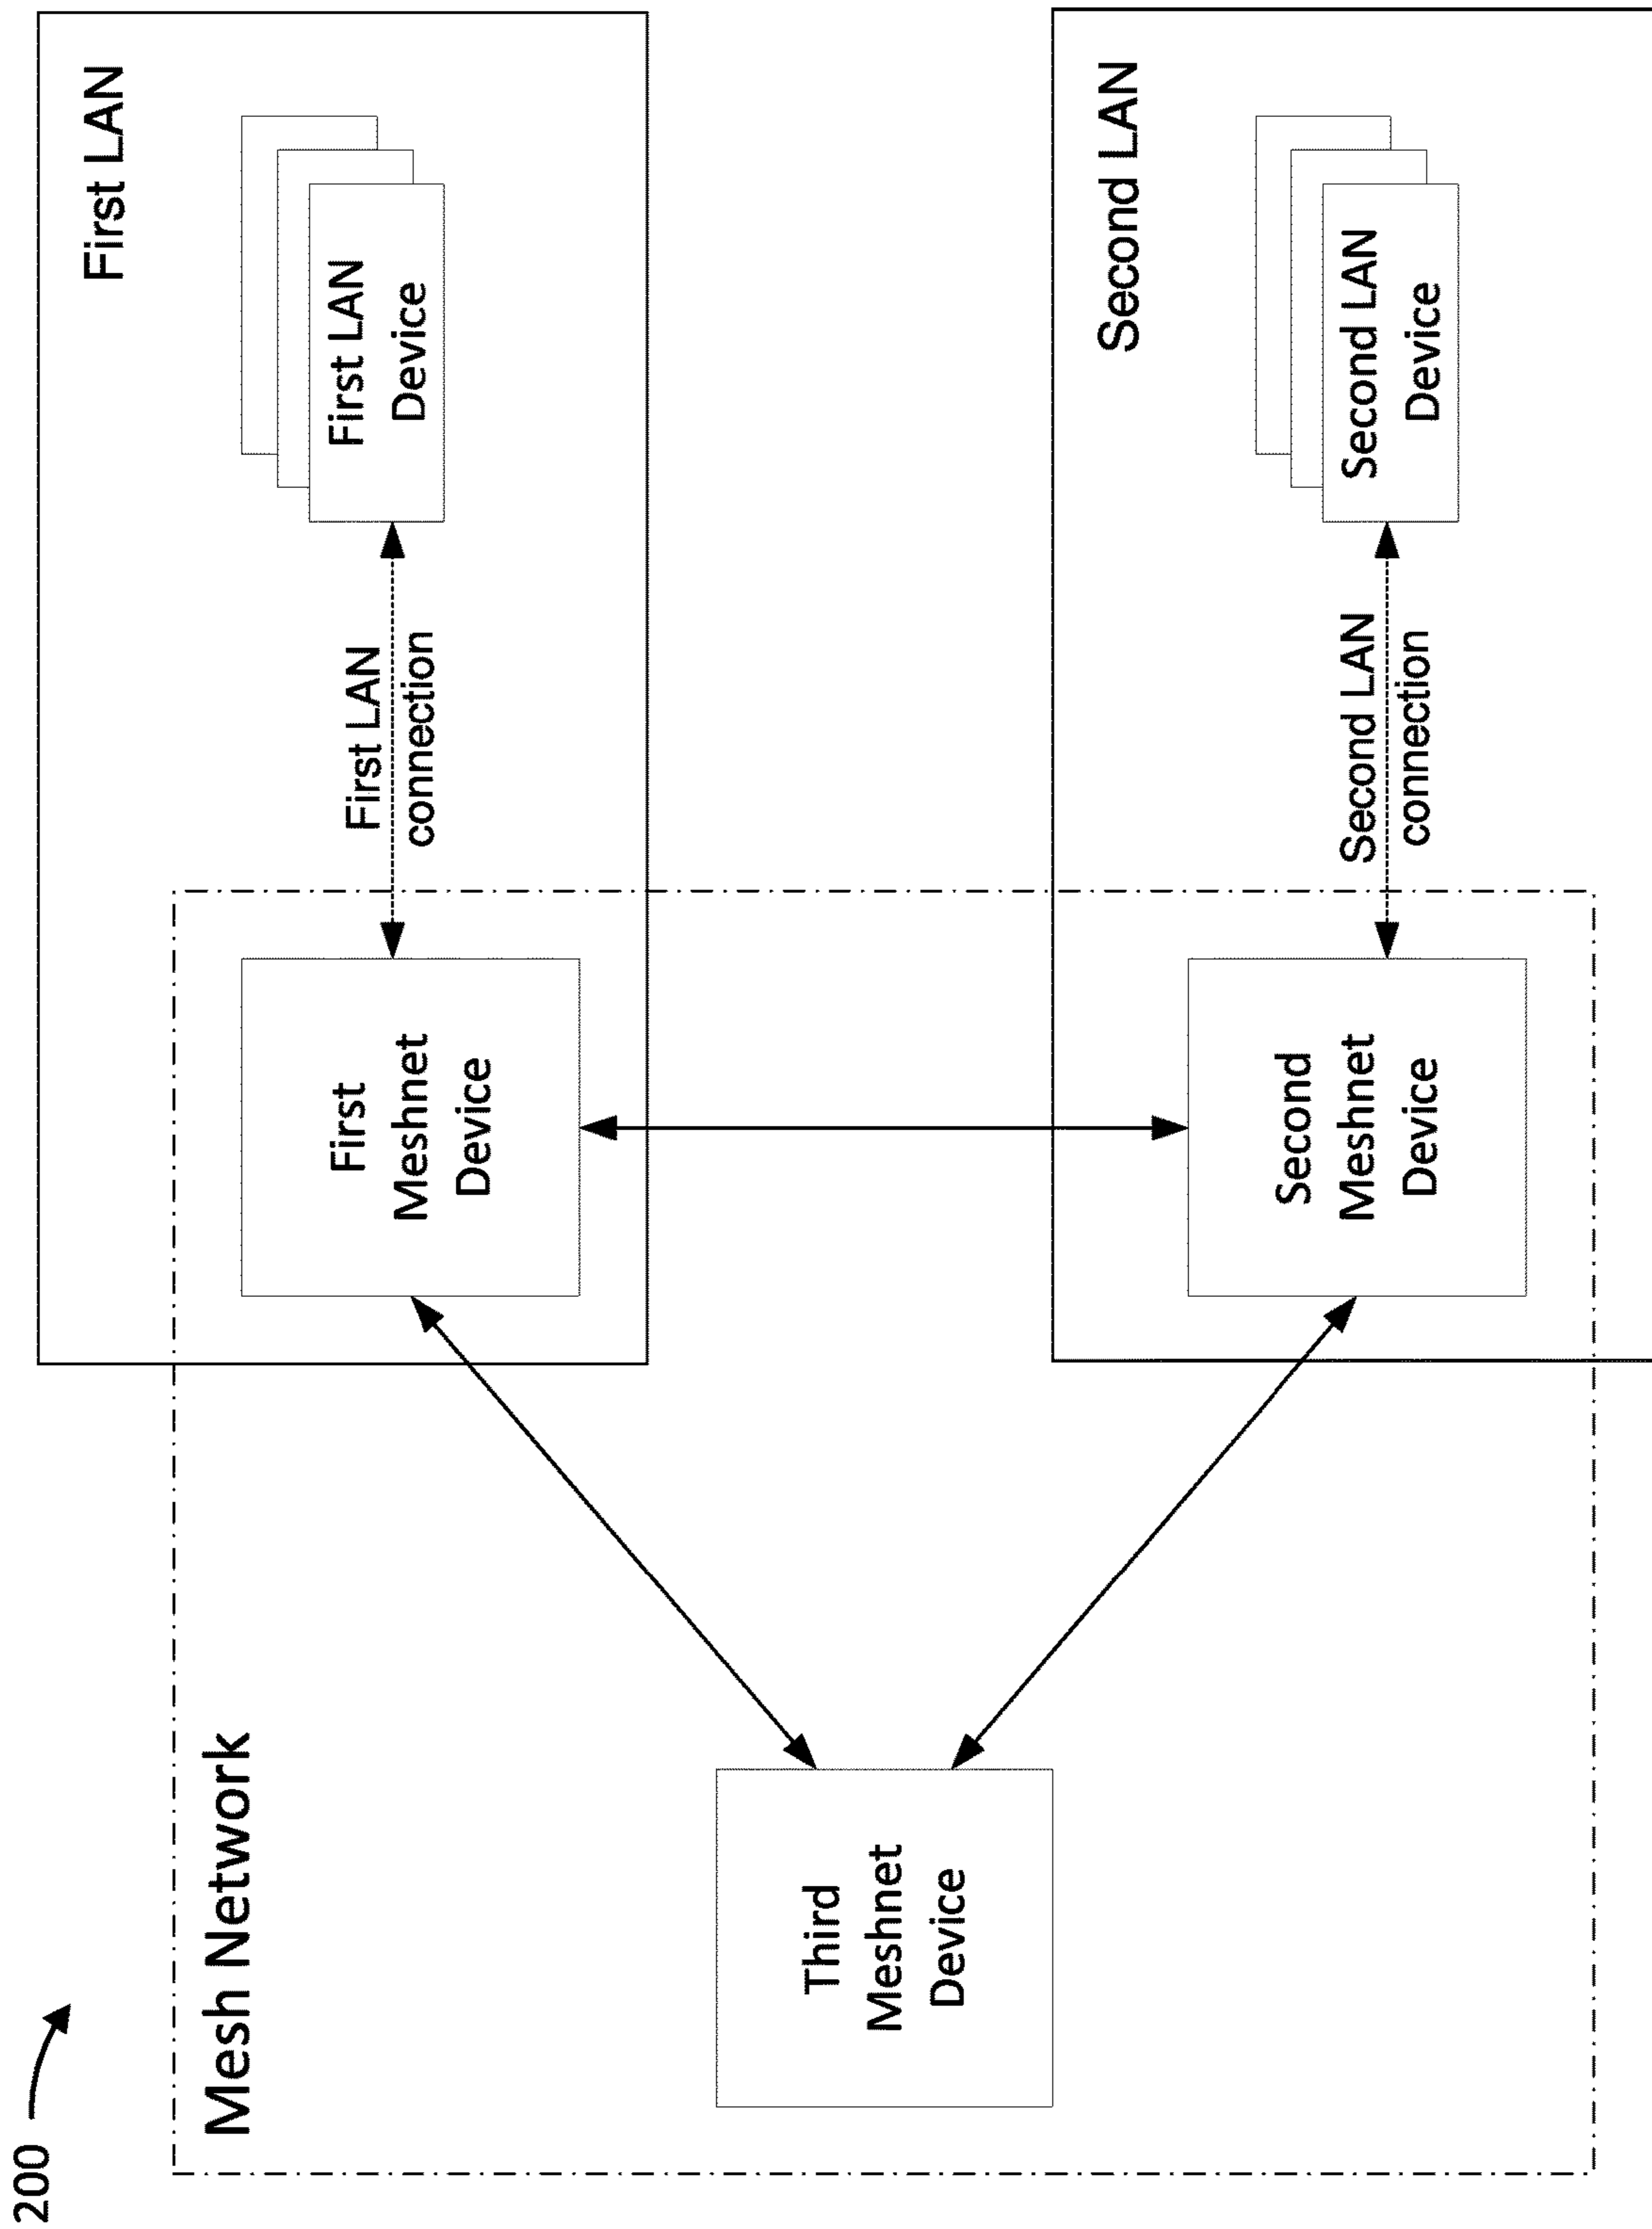 200
Mesh Network
First LAN
First
Meshnet
Device
First LAN
connection
First LAN
Device
Third
Meshnet
Device
Second LAN
Second
Meshnet
Device
Second LAN
connection
Second LAN
Device